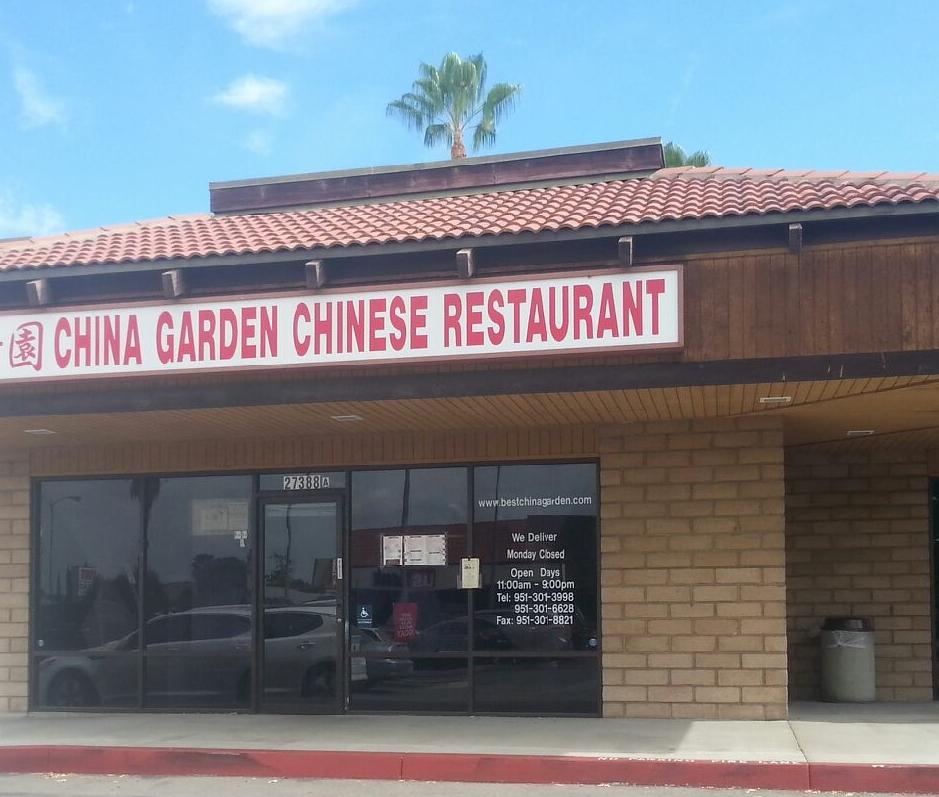 園 CHINA GARDEN CHINESE RESTAURANT
27388 A
www.bestchinagarden.com
We Deliver
Monday Closed
Open Days
11:00am - 9:00pm
Tel: 951-301-3998
951-301-6628
Fax: 951-301-8821